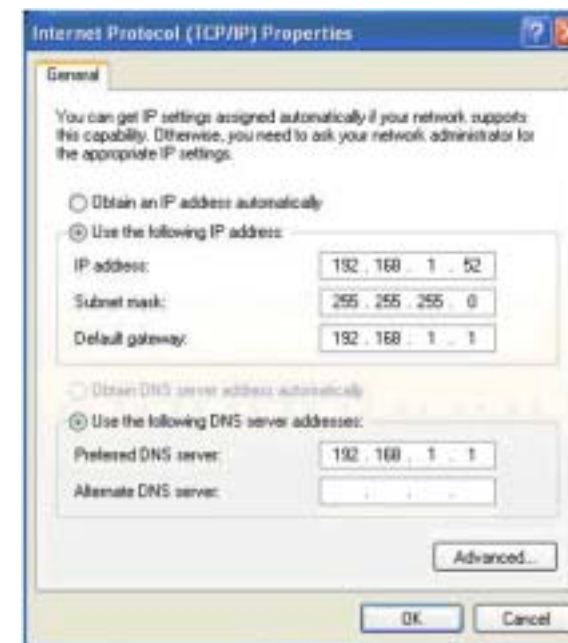 Internet Protocol (TCP/IP) Properties
General
You can get IP settings assigned automatically if your network supports
this capability. Otherwise, you need to ask your network administrator for
the appropriate IP settings.
Obtain an IP address automatically
Use the following IP address:
IP address: 192 . 168 . 1 . 52
Subnet mask: 255 . 255 . 255 . 0
Default gateway: 192 . 168 . 1 . 1
Obtain DNS server address automatically
Use the following DNS server addresses:
Preferred DNS server: 192 . 168 . 1 . 1
Alternate DNS server: . . .
Advanced...
OK Cancel